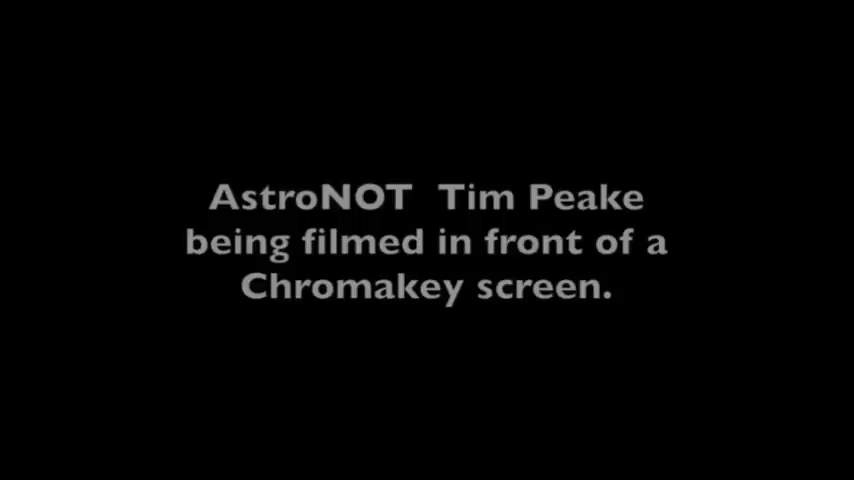 AstroNOT Tim Peake
being filmed in front of a
Chromakey screen.